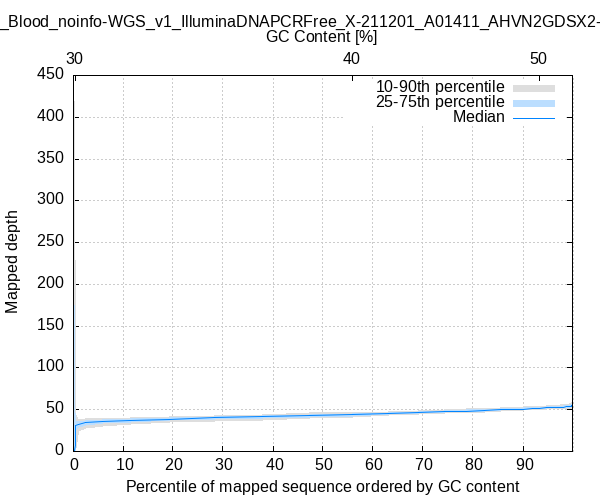 _Blood_noinfo-WGS_v1_IlluminaDNAPCRFree_X-211201_A01411_AHVN2GDSX2-
GC Content [%]
30 40 50
450
400
350
300
250
200
150
100
50
0
Mapped depth
10-90th percentile
25-75th percentile
Median
0 10 20 30 40 50 60 70 80 90
Percentile of mapped sequence ordered by GC content